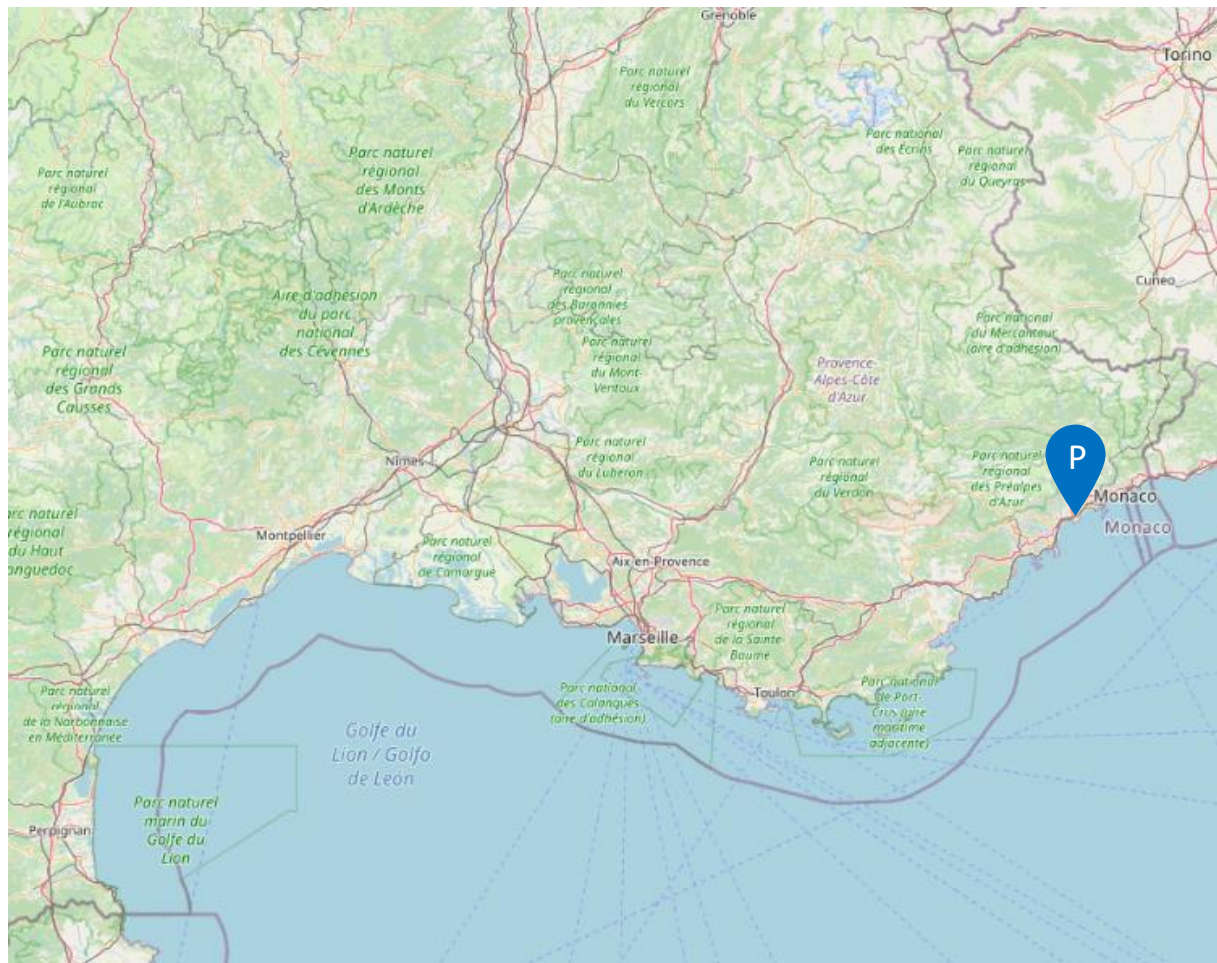 Grenoble
Torino
Parc naturel
régional
du Vercors
Parc national
des Ecrins
Parc naturel
régional
du Queyras
Parc naturel
régional
des Monts
d'Ardèche
Parc naturel
régional
de l'Aubrac
Cuneo
Parc naturel
régional
des Baronnies
provençales
Aire d'adhésion
du parc
national
des Cévennes
Parc national
du Mercantour
(aire d'adhésion)
Parc naturel
régional
du Mont-
Ventoux
Parc naturel
régional
des Grands
Causses
Provence-
Alpes-Côte
d'Azur
Parc naturel
régional
du Luberon
Nîmes
Parc naturel
régional
du Verdon
Parc naturel
régional
des Préalpes
d'Azur
P
Monaco
Monaco
arc naturel
régional
du Haut
anguedoc
Montpellier
Parc naturel
régional
de Camargue
Aix-en-Provence
Marseille
Parc naturel
régional
de la Sainte-
Baume
Parc naturel
régional
de la Narbonnaise
en Méditerranée
Parc national
des Calanques
(aire d'adhésion)
Toulon
Parc national
de Port-
Cros (aire
maritime
adjacente)
Golfe du
Lion / Golfo
de León
Parc naturel
marin du
Golfe du
Lion
Perpignan